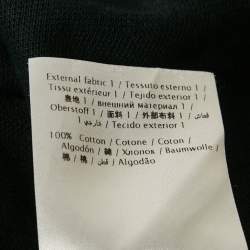 External fabric 1 / Tessuto esterno 1 /
Tissu extérieur 1 / Tejido exterior 1 /
表地 1 / внешний материал 1 /
Oberstoff 1 / 面料 1 / 外部布料 1 /
1 قماش خارجي / Tecido exterior 1
100% Cotton / Cotone / Coton /
Algodón / 綿 / Хлопок / Baumwolle /
棉 / 棉 / قطن / Algodão